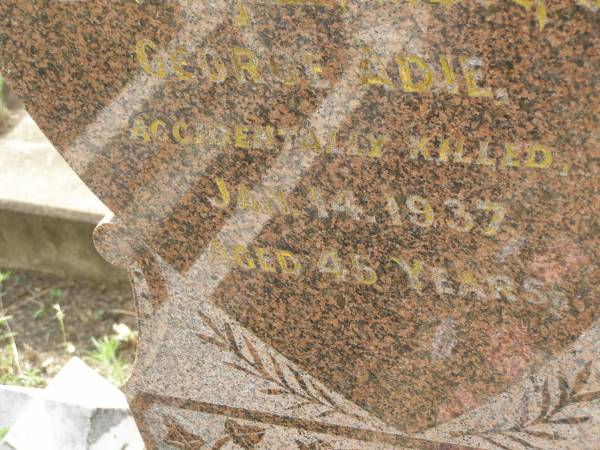 GEORGE ADIE,
ACCIDENTALLY KILLED,
JAN. 14. 1937
AGED 45 YEARS.